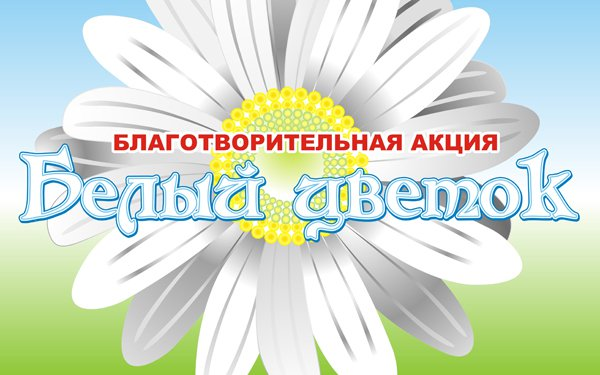 БЛАГОТВОРИТЕЛЬНАЯ АКЦИЯ
Белый цветок